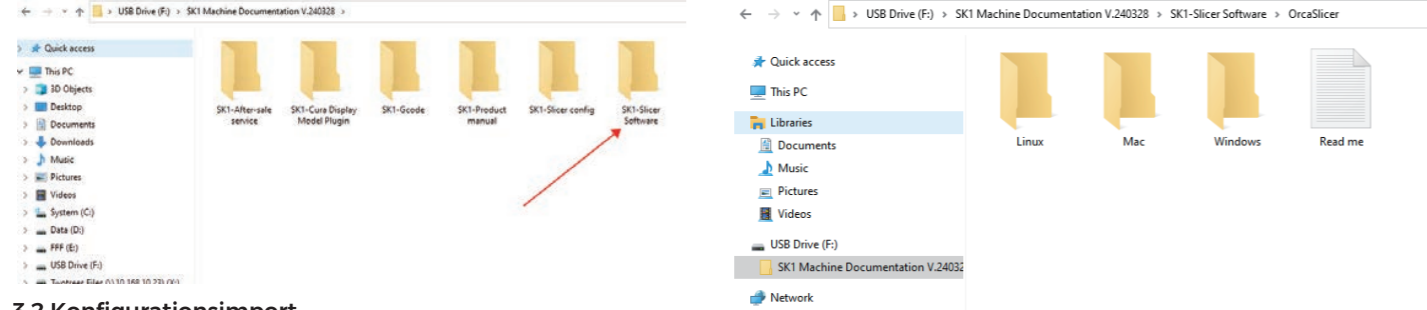 USB Drive (F:) > SK1 Machine Documentation V.240328 >
Quick access
This PC
3D Objects
Desktop
Documents
Downloads
Music
Pictures
Videos
System (C:)
Data (D:)
FFF (E:)
USB Drive (F:)
SK1-After-sale service
SK1-Cura Display Model Plugin
SK1-Gcode
SK1-Product manual
SK1-Slicer config
SK1-Slicer Software
USB Drive (F:) > SK1 Machine Documentation V.240328 > SK1-Slicer Software > OrcaSlicer
Quick access
This PC
Libraries
Documents
Music
Pictures
Videos
USB Drive (F:)
SK1 Machine Documentation V.24032
Network
Linux
Mac
Windows
Read me
3.2 Konfigurationsimport